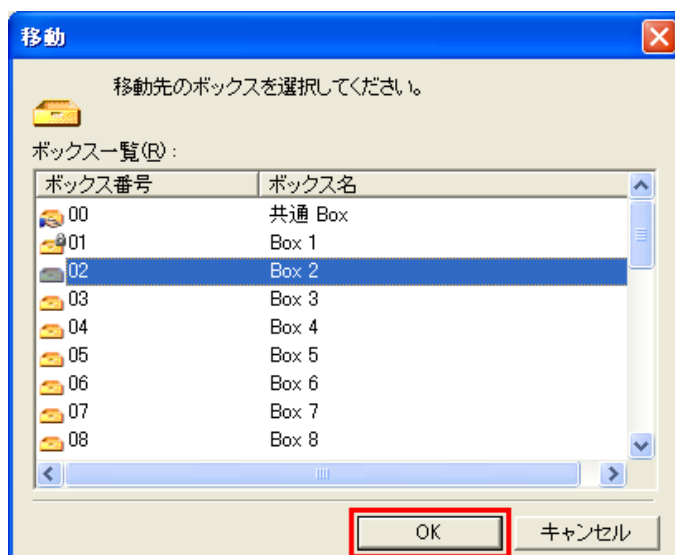 移動
移動先のボックスを選択してください。
ボックス一覧(R):
ボックス番号 ボックス名
00 共通 Box
01 Box 1
02 Box 2
03 Box 3
04 Box 4
05 Box 5
06 Box 6
07 Box 7
08 Box 8
OK キャンセル